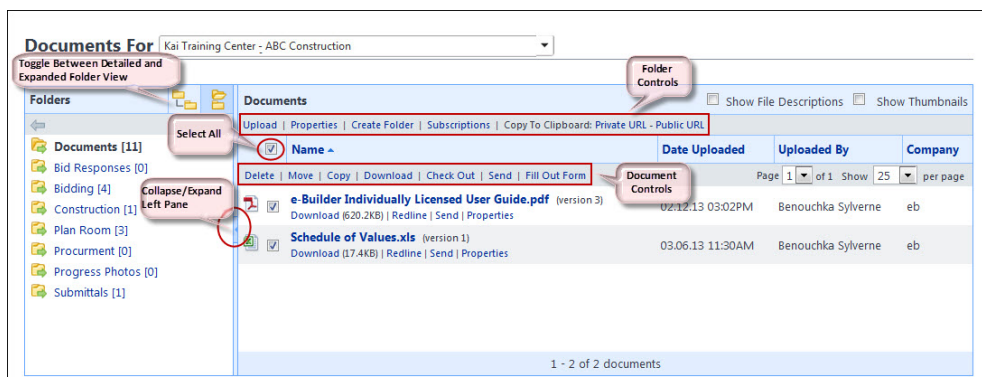 Documents For Kai Training Center - ABC Construction
Toggle Between Detailed and
Expanded Folder View
Folder
Controls
Folders
Documents
Show File Descriptions Show Thumbnails
Upload | Properties | Create Folder | Subscriptions | Copy To Clipboard: Private URL - Public URL
Select All
Name
Date Uploaded
Uploaded By
Company
Delete | Move | Copy | Download | Check Out | Send | Fill Out Form
Document
Controls
Page 1 of 1 Show 25 per page
Documents [11]
Bid Responses [0]
Bidding [4]
Construction [1]
Plan Room [3]
Procurment [0]
Progress Photos [0]
Submittals [1]
Collapse/Expand
Left Pane
e-Builder Individually Licensed User Guide.pdf (version 3)
Download (620.2KB) | Redline | Send | Properties
02.12.13 03:02PM
Benouchka Sylverne
eb
Schedule of Values.xls (version 1)
Download (17.4KB) | Redline | Send | Properties
03.06.13 11:30AM
Benouchka Sylverne
eb
1 - 2 of 2 documents